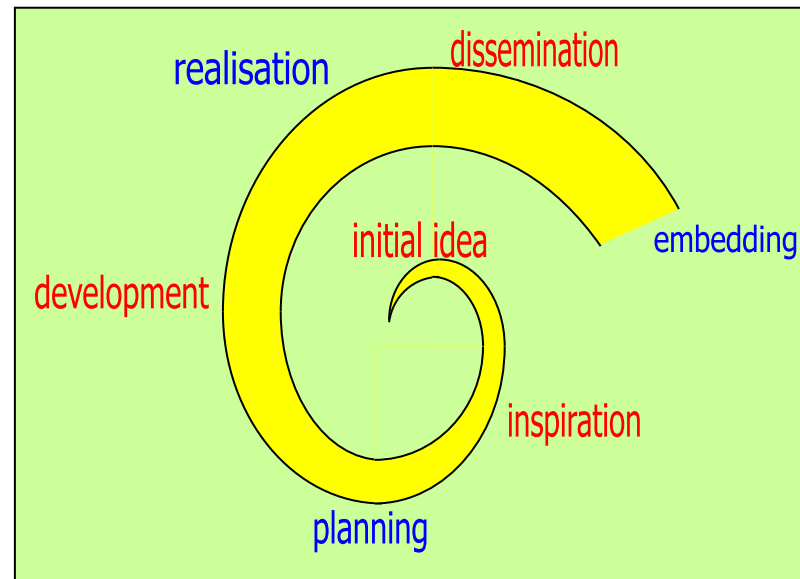 dissemination
realisation
initial idea
embedding
development
inspiration
planning